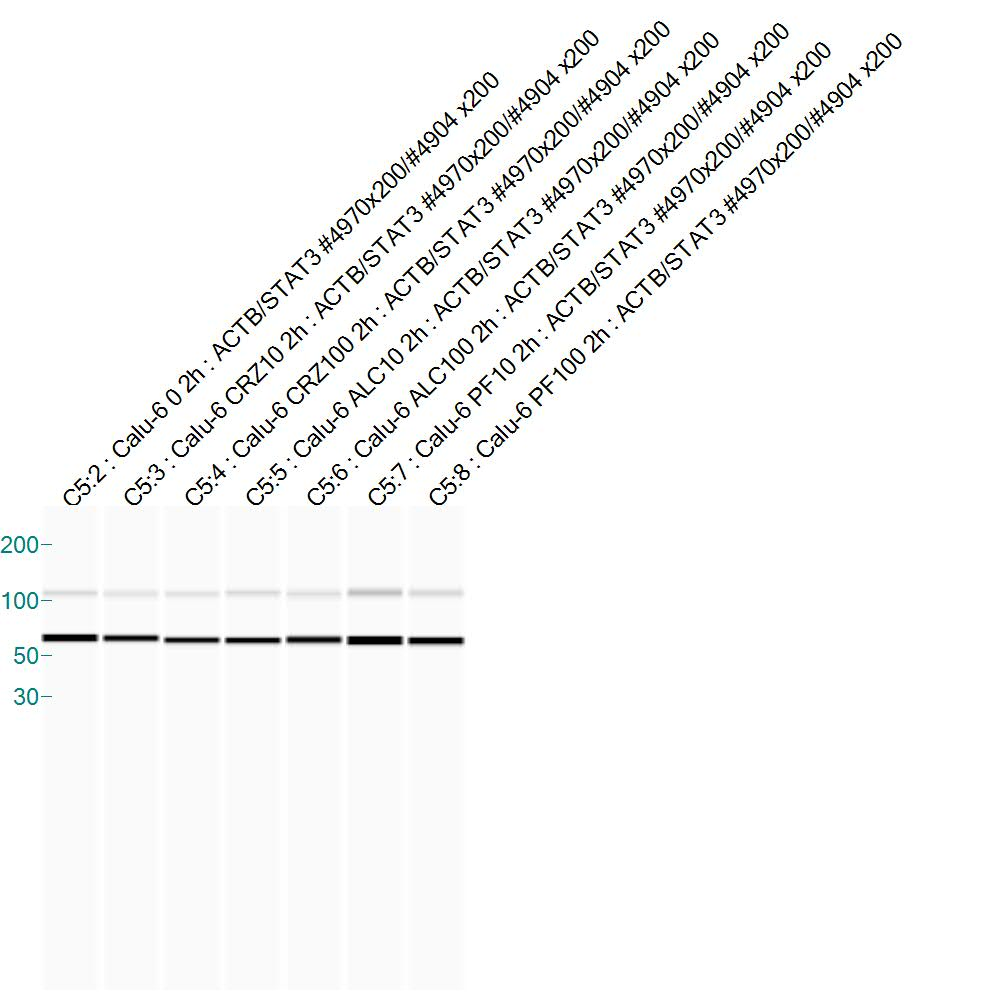 C5:2 : Calu-6 0 2h : ACTB/STAT3 #4970x200/#4904 x200
C5:3 : Calu-6 CRZ10 2h : ACTB/STAT3 #4970x200/#4904 x200
C5:4 : Calu-6 CRZ100 2h : ACTB/STAT3 #4970x200/#4904 x200
C5:5 : Calu-6 ALC10 2h : ACTB/STAT3 #4970x200/#4904 x200
C5:6 : Calu-6 ALC100 2h : ACTB/STAT3 #4970x200/#4904 x200
C5:7 : Calu-6 PF10 2h : ACTB/STAT3 #4970x200/#4904 x200
C5:8 : Calu-6 PF100 2h : ACTB/STAT3 #4970x200/#4904 x200
200
100
50
30